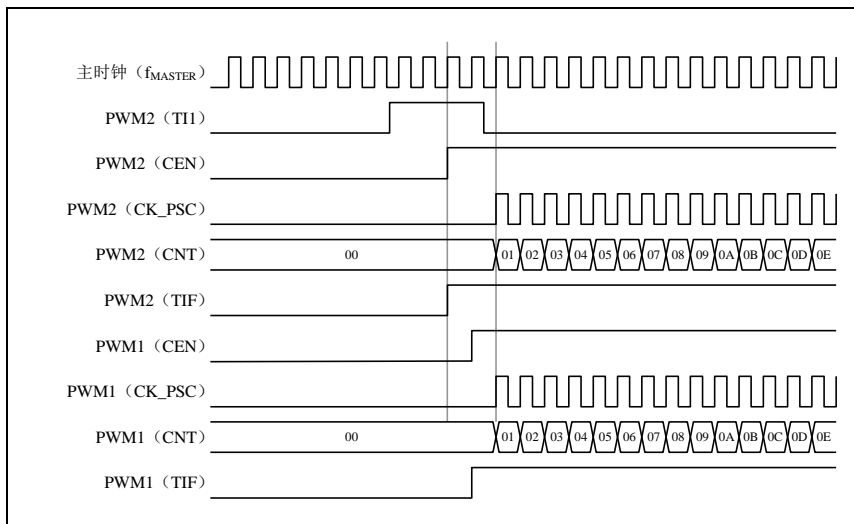 主时钟（fMASTER）
PWM2（TI1）
PWM2（CEN）
PWM2（CK_PSC）
PWM2（CNT） 00 01 02 03 04 05 06 07 08 09 0A 0B 0C 0D 0E
PWM2（TIF）
PWM1（CEN）
PWM1（CK_PSC）
PWM1（CNT） 00 01 02 03 04 05 06 07 08 09 0A 0B 0C 0D 0E
PWM1（TIF）